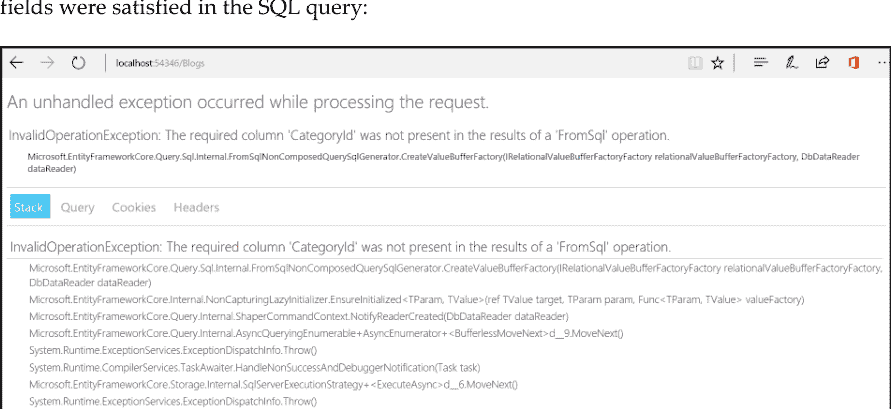 fields were satisfied in the SQL query:
localhost:54346/Blogs
An unhandled exception occurred while processing the request.
InvalidOperationException: The required column 'CategoryId' was not present in the results of a 'FromSql' operation.
Microsoft.EntityFrameworkCore.Query.Sql.Internal.FromSqlNonComposedQuerySqlGenerator.CreateValueBufferFactory(IRelationalValueBufferFactoryFactory relationalValueBufferFactoryFactory, DbDataReader
dataReader)
Stack Query Cookies Headers
InvalidOperationException: The required column 'CategoryId' was not present in the results of a 'FromSql' operation.
Microsoft.EntityFrameworkCore.Query.Sql.Internal.FromSqlNonComposedQuerySqlGenerator.CreateValueBufferFactory(IRelationalValueBufferFactoryFactory relationalValueBufferFactoryFactory,
DbDataReader dataReader)
Microsoft.EntityFrameworkCore.Internal.NonCapturingLazyInitializer.EnsureInitialized<TParam, TValue>(ref TValue target, TParam param, Func<TParam, TValue> valueFactory)
Microsoft.EntityFrameworkCore.Query.Internal.ShaperCommandContext.NotifyReaderCreated(DbDataReader dataReader)
Microsoft.EntityFrameworkCore.Query.Internal.AsyncQueryingEnumerable+AsyncEnumerator+<BufferlessMoveNext>d__9.MoveNext()
System.Runtime.ExceptionServices.ExceptionDispatchInfo.Throw()
System.Runtime.CompilerServices.TaskAwaiter.HandleNonSuccessAndDebuggerNotification(Task task)
Microsoft.EntityFrameworkCore.Storage.Internal.SqlServerExecutionStrategy+<ExecuteAsync>d__6.MoveNext()
System.Runtime.ExceptionServices.ExceptionDispatchInfo.Throw()